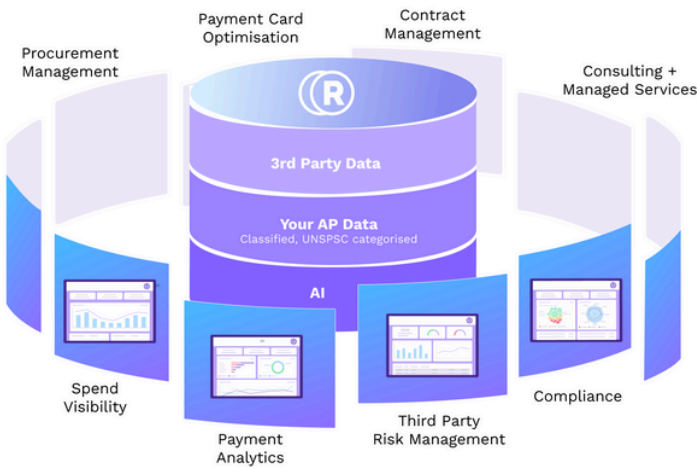 Payment Card
Optimisation
Contract
Management
Procurement
Management
Consulting +
Managed Services
R
3rd Party Data
Your AP Data
Classified, UNSPSC categorised
AI
Spend
Visibility
Payment
Analytics
Third Party
Risk Management
Compliance